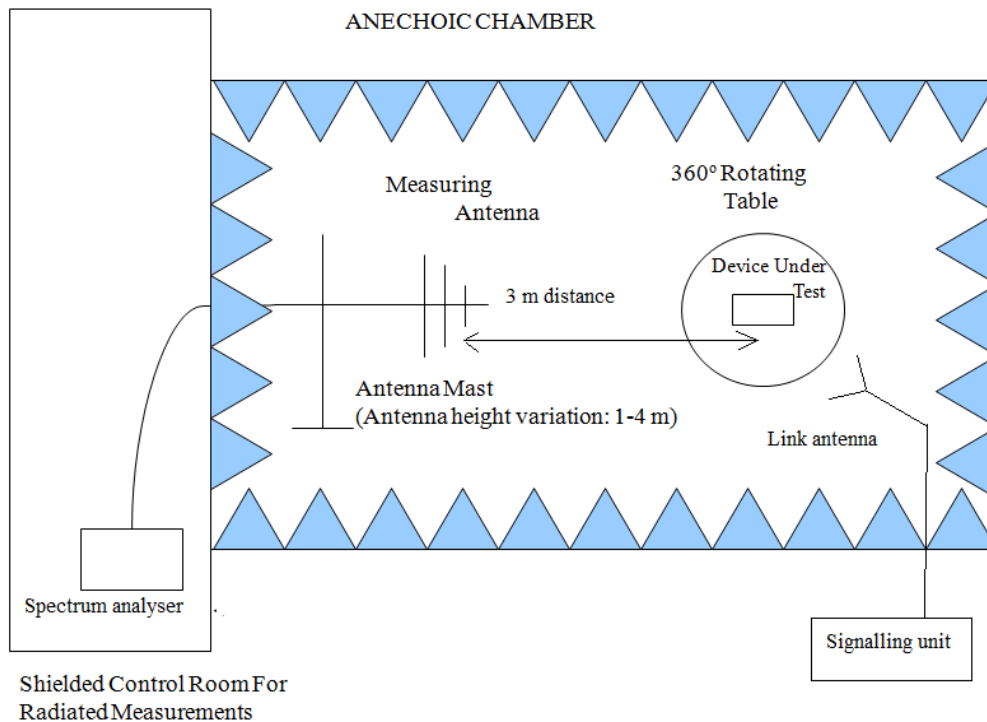 ANECHOIC CHAMBER
360º Rotating
Table
Measuring
Antenna
Device Under
Test
3 m distance
Antenna Mast
(Antenna height variation: 1-4 m)
Link antenna
Spectrum analyser
Signalling unit
Shielded Control Room For
Radiated Measurements